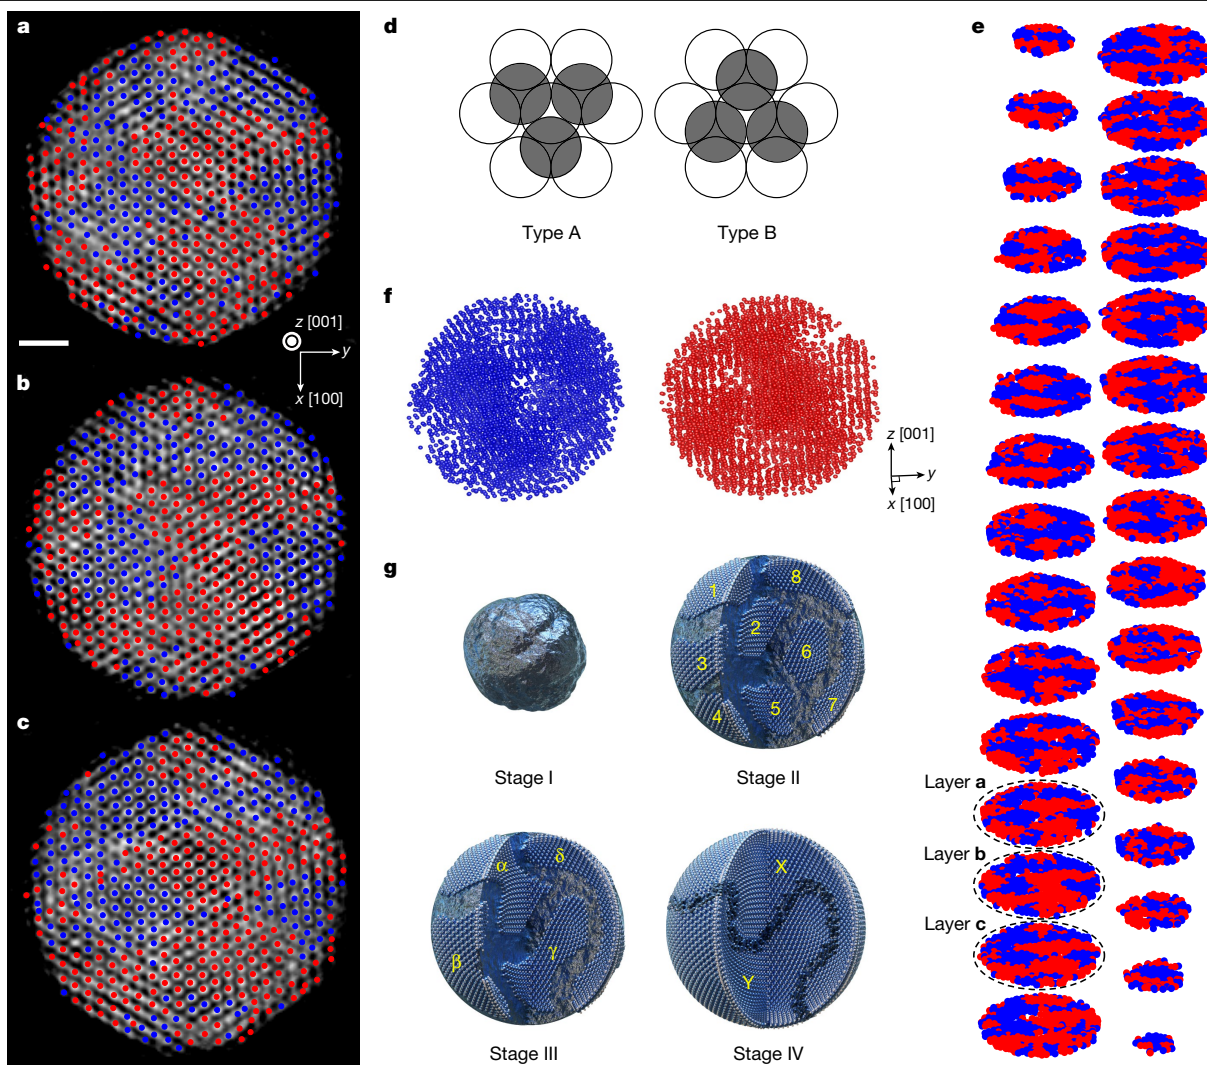 a
z [001]
y
x [100]
b
c
d
Type A
Type B
f
z [001]
y
x [100]
g
Stage I
1
8
2
3
6
4
5
7
Stage II
α
δ
β
γ
Stage III
X
Y
Stage IV
e
Layer a
Layer b
Layer c